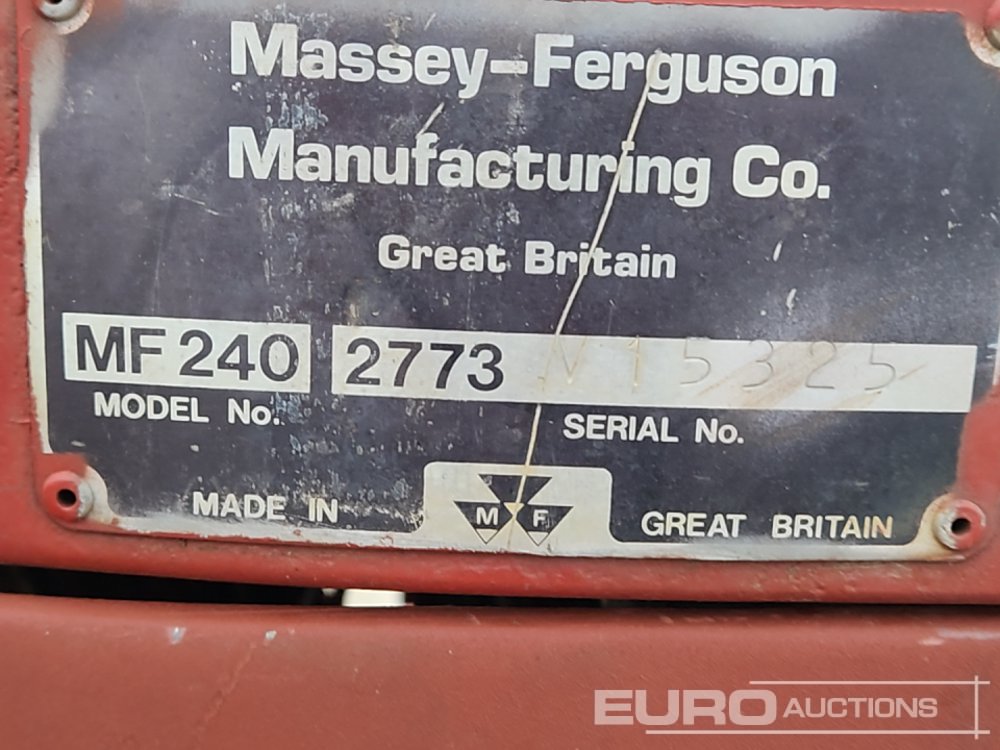 Massey-Ferguson
Manufacturing Co.
Great Britain
MF 240 2773 V15325
MODEL No. SERIAL No.
MADE IN M F GREAT BRITAIN
EURO AUCTIONS